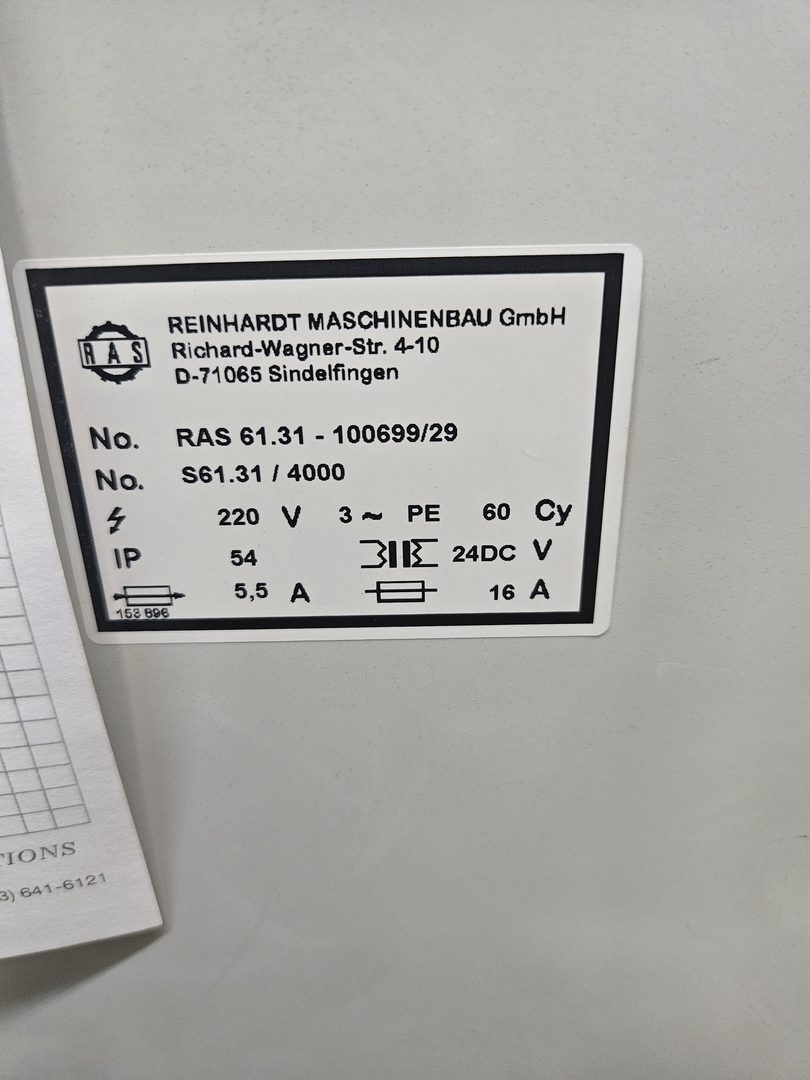 RAS
REINHARDT MASCHINENBAU GmbH
Richard-Wagner-Str. 4-10
D-71065 Sindelfingen
No. RAS 61.31 - 100699/29
No. S61.31 / 4000
220 V 3 ~ PE 60 Cy
IP 54 24DC V
5,5 A 16 A
153 896
TIONS
3) 641-6121